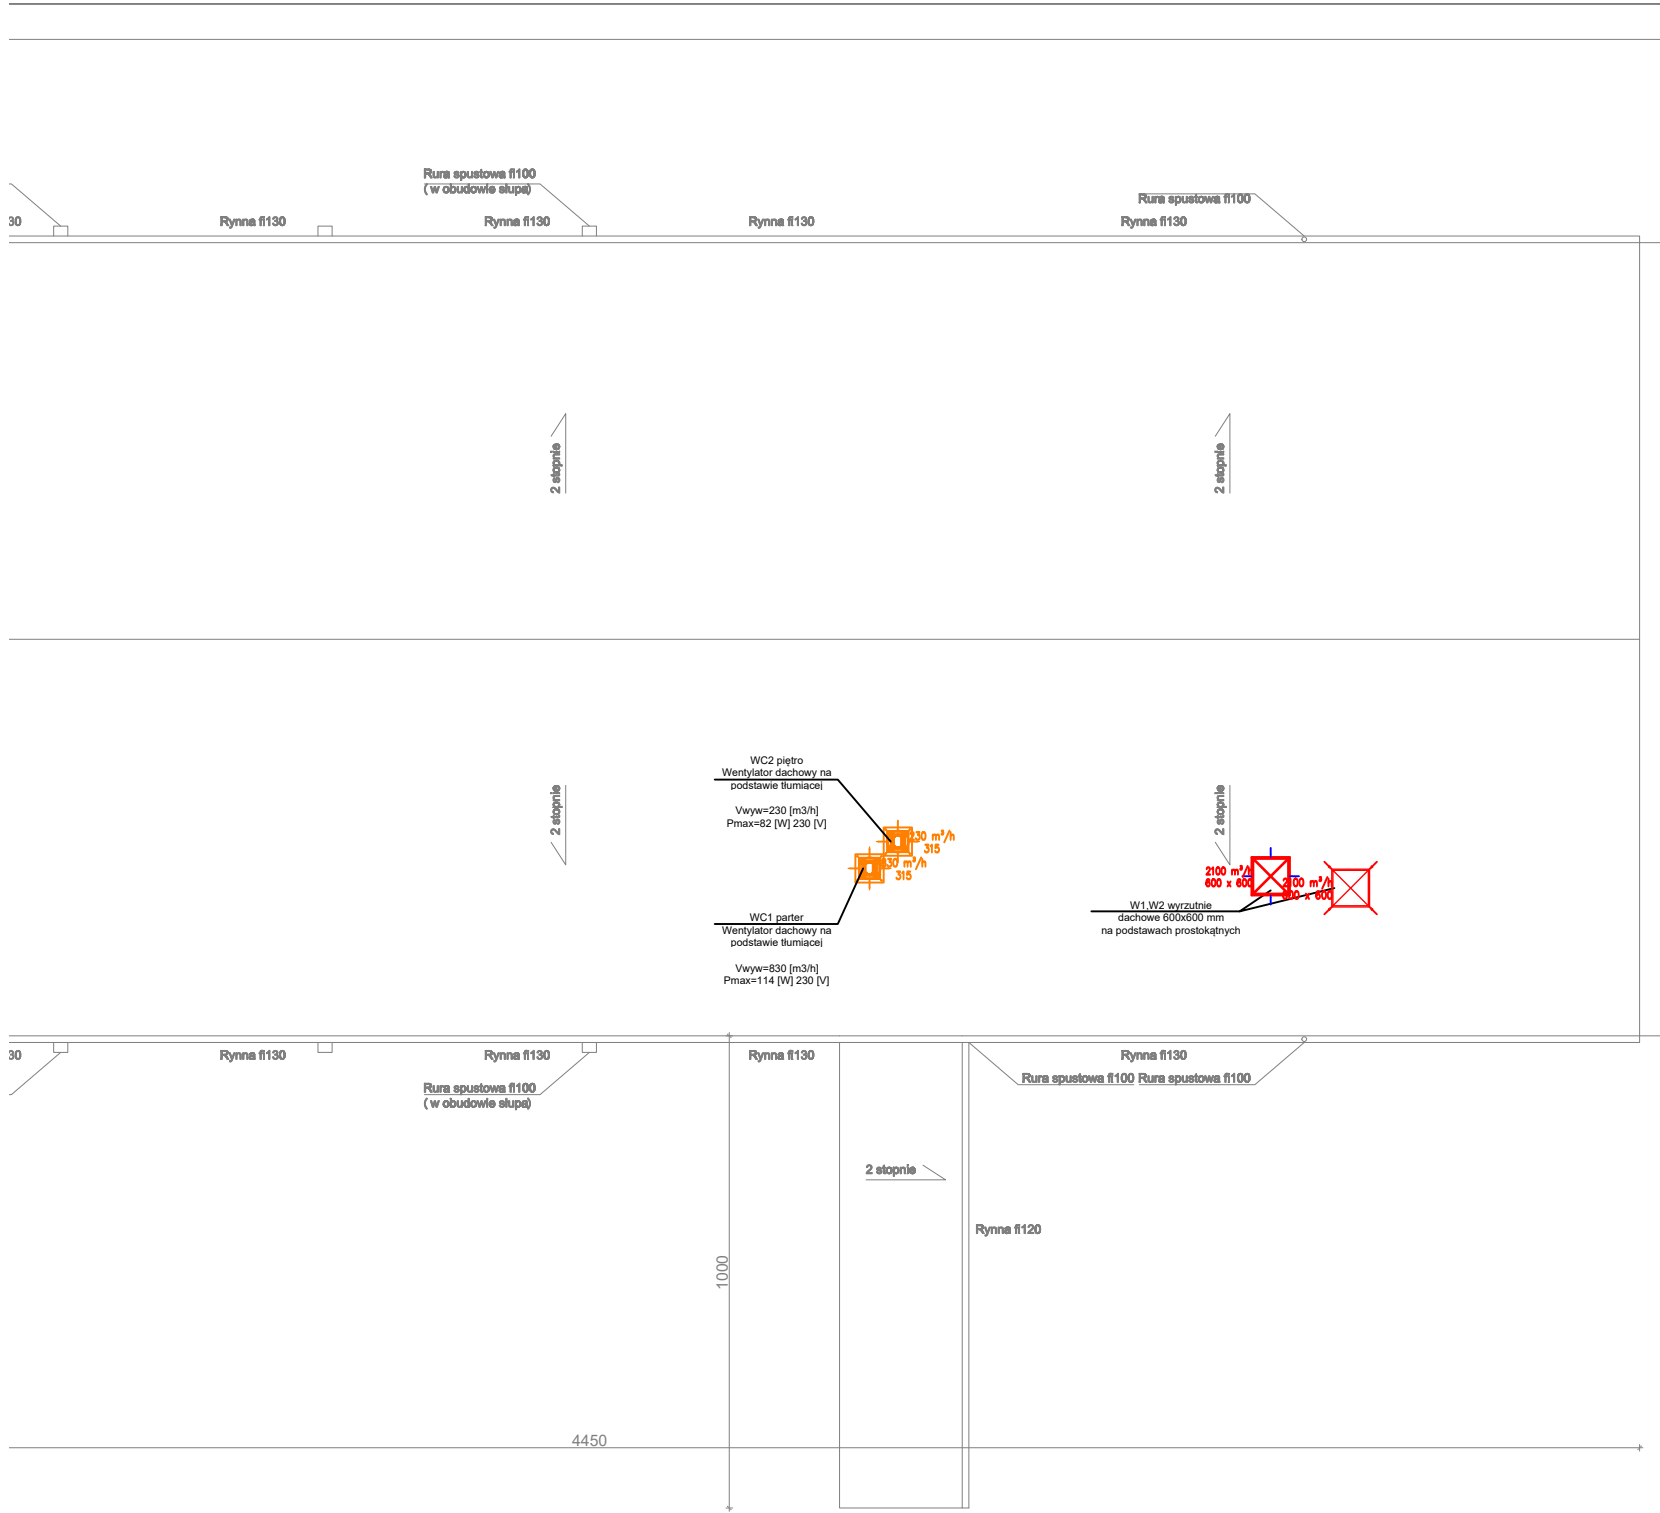 Rura spustowa fi100
( w obudowie słupa)
Rura spustowa fi100
30
Rynna fi130
Rynna fi130
Rynna fi130
Rynna fi130
2 stopnie
2 stopnie
WC2 piętro
Wentylator dachowy na
podstawie tłumiącej
Vwyw=230 [m3/h]
Pmax=82 [W] 230 [V]
2 stopnie
2 stopnie
230 m³/h
315
830 m³/h
315
2100 m³/h
600 x 600
2100 m³/h
600 x 600
W1,W2 wyrzutnie
dachowe 600x600 mm
na podstawach prostokątnych
WC1 parter
Wentylator dachowy na
podstawie tłumiącej
Vwyw=830 [m3/h]
Pmax=114 [W] 230 [V]
30
Rynna fi130
Rynna fi130
Rynna fi130
Rynna fi130
Rura spustowa fi100
( w obudowie słupa)
Rura spustowa fi100
Rura spustowa fi100
2 stopnie
Rynna fi120
1000
4450